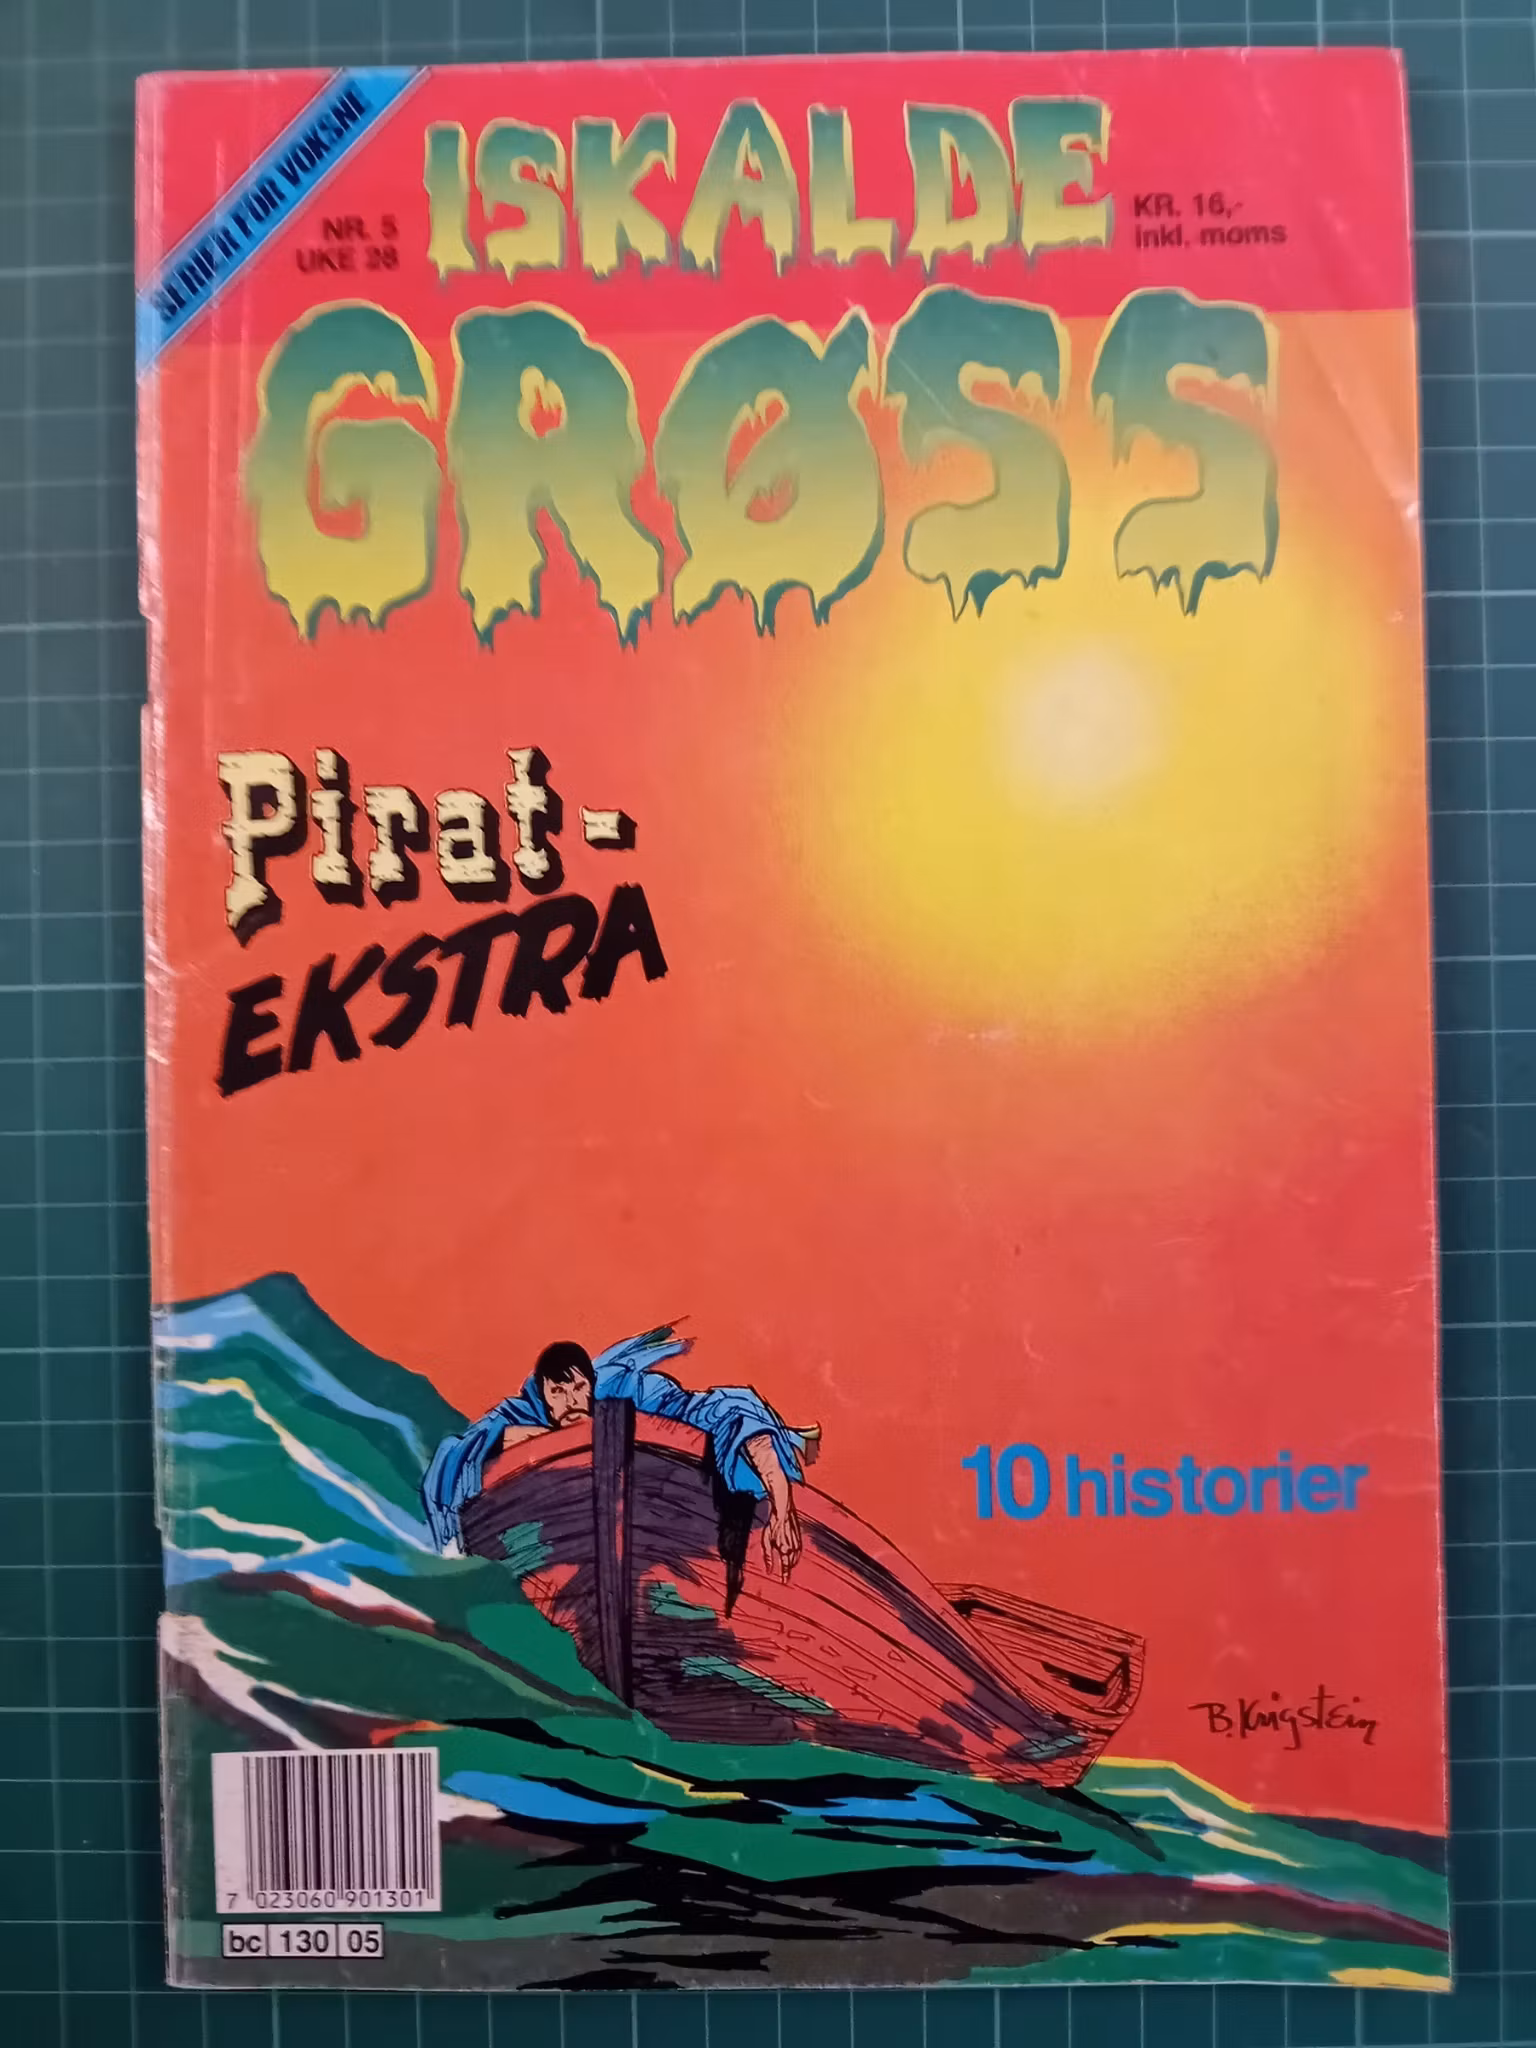 SERIER FOR VOKSNE
NR. 5
UKE 28
ISKALDE
KR. 16,-
inkl. moms
GRØSS
Pirat-
EKSTRA
10 historier
B. Krigstein
7 023060 901301
bc 130 05